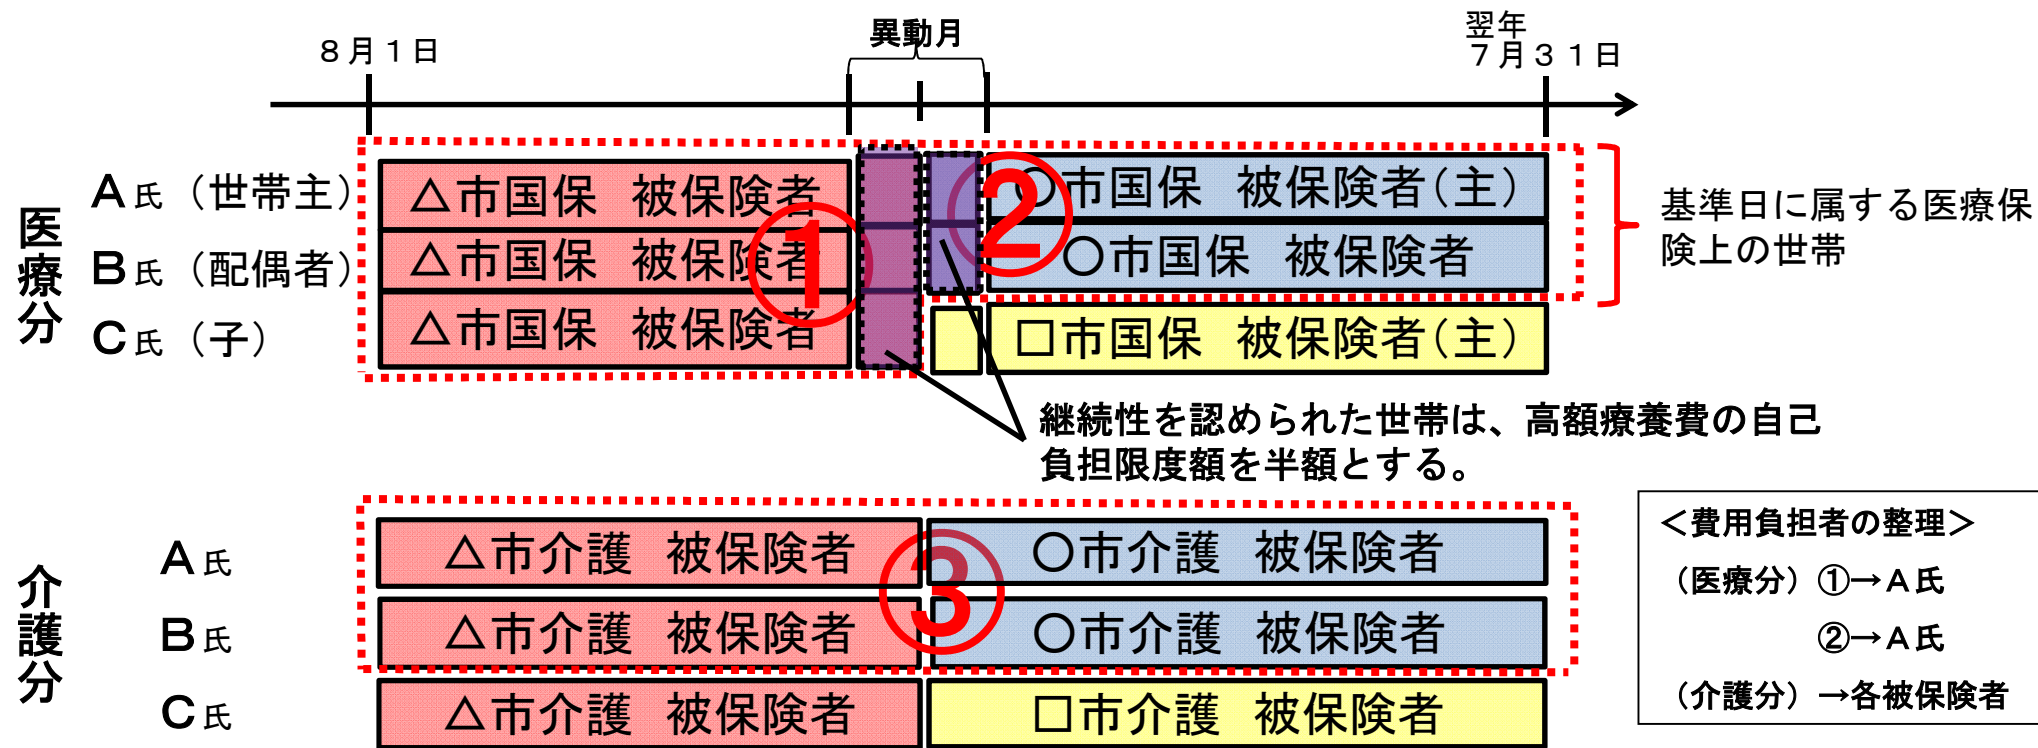 ８月１日
異動月
翌年
７月３１日
医療分
A氏（世帯主）
△市国保　被保険者
①
②
○市国保　被保険者（主）
B氏（配偶者）
△市国保　被保険者
○市国保　被保険者
C氏（子）
△市国保　被保険者
□市国保　被保険者（主）
基準日に属する医療保
険上の世帯
継続性を認められた世帯は、高額療養費の自己
負担限度額を半額とする。
介護分
A氏
△市介護　被保険者
③
○市介護　被保険者
B氏
△市介護　被保険者
○市介護　被保険者
C氏
△市介護　被保険者
□市介護　被保険者
＜費用負担者の整理＞
（医療分）①→A氏
②→A氏
（介護分）→各被保険者